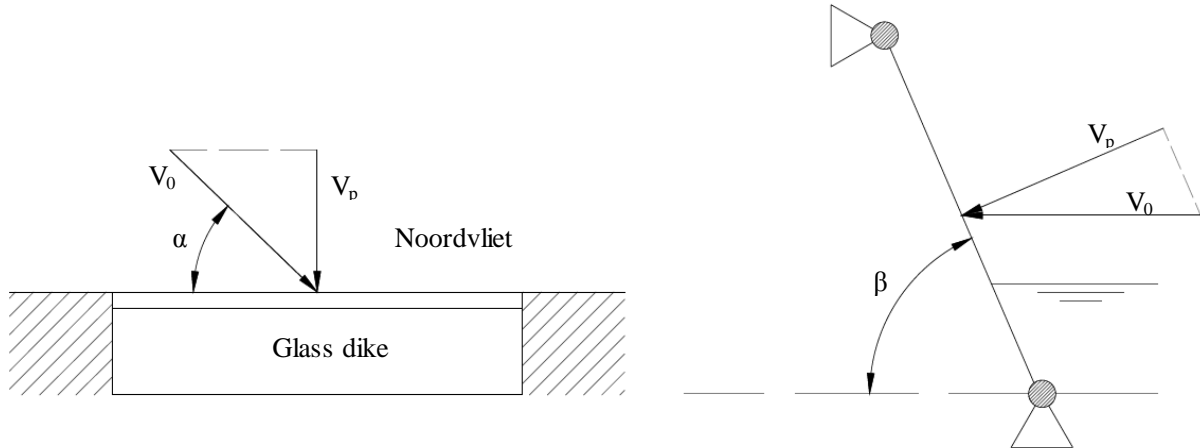 V₀
Vₚ
α
Noordvliet
Glass dike
Vₚ
V₀
β